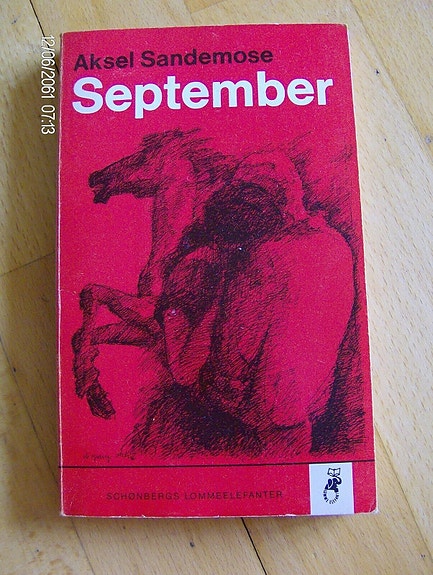 12/06/2061 07:13
Aksel Sandemose
September
SCHØNBERGS LOMMEELEFANTER